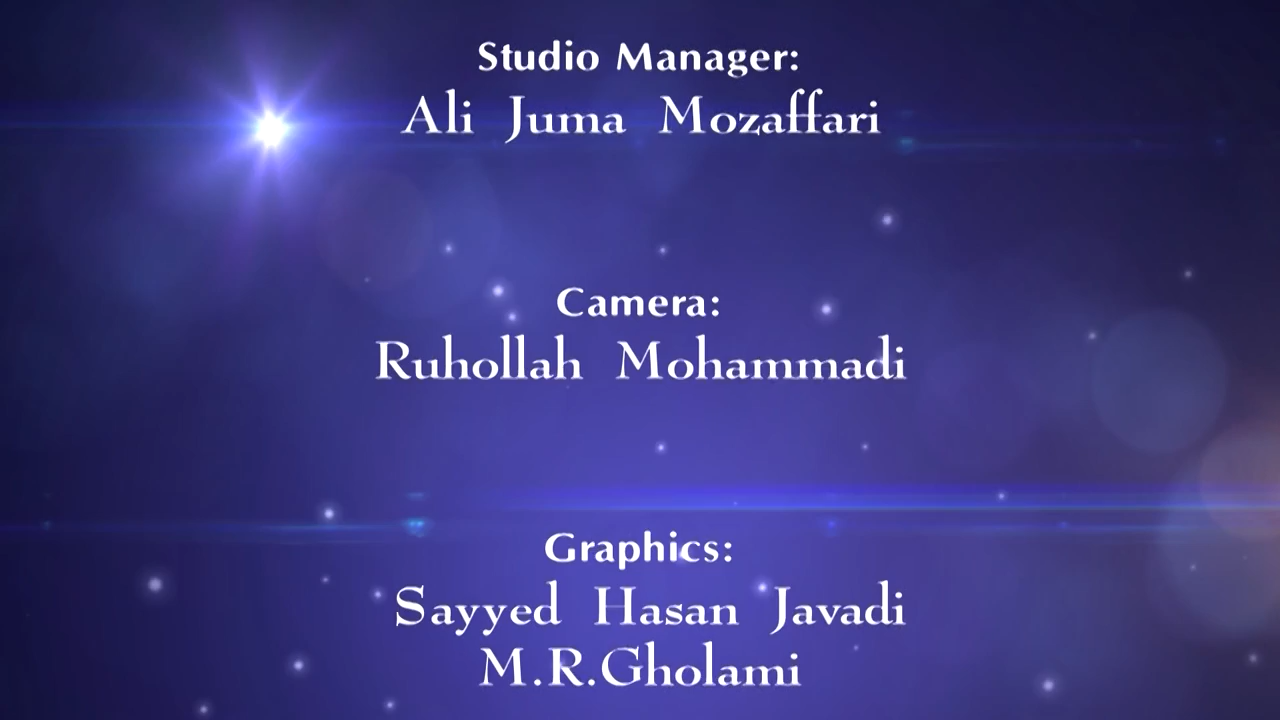 Studio Manager:
Ali Juma Mozaffari
Camera:
Ruhollah Mohammadi
Graphics:
Sayyed Hasan Javadi
M.R.Gholami